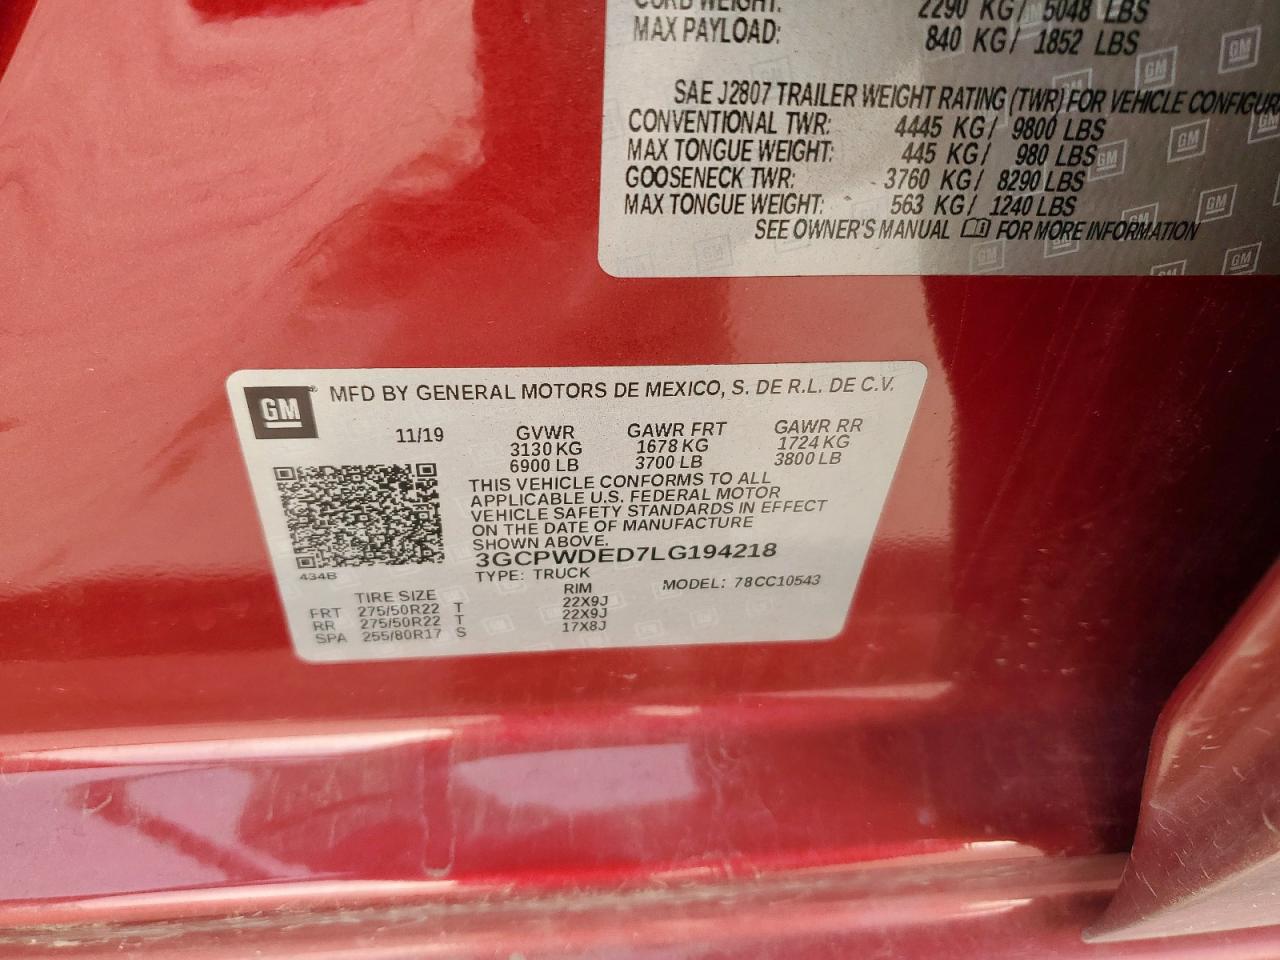 CURB WEIGHT: 2290 KG/ 5048 LBS
MAX PAYLOAD: 840 KG/ 1852 LBS
SAE J2807 TRAILER WEIGHT RATING (TWR) FOR VEHICLE CONFIGUR
CONVENTIONAL TWR: 4445 KG/ 9800 LBS
MAX TONGUE WEIGHT: 445 KG/ 980 LBS
GOOSENECK TWR: 3760 KG/ 8290 LBS
MAX TONGUE WEIGHT: 563 KG/ 1240 LBS
SEE OWNER'S MANUAL FOR MORE INFORMATION
GM® MFD BY GENERAL MOTORS DE MEXICO, S. DE R.L. DE C.V.
11/19 GVWR GAWR FRT GAWR RR
3130 KG 1678 KG 1724 KG
6900 LB 3700 LB 3800 LB
THIS VEHICLE CONFORMS TO ALL
APPLICABLE U.S. FEDERAL MOTOR
VEHICLE SAFETY STANDARDS IN EFFECT
ON THE DATE OF MANUFACTURE
SHOWN ABOVE.
3GCPWDED7LG194218
434B
TYPE: TRUCK MODEL: 78CC10543
TIRE SIZE RIM
FRT 275/50R22 T 22X9J
RR 275/50R22 T 22X9J
SPA 255/80R17 S 17X8J